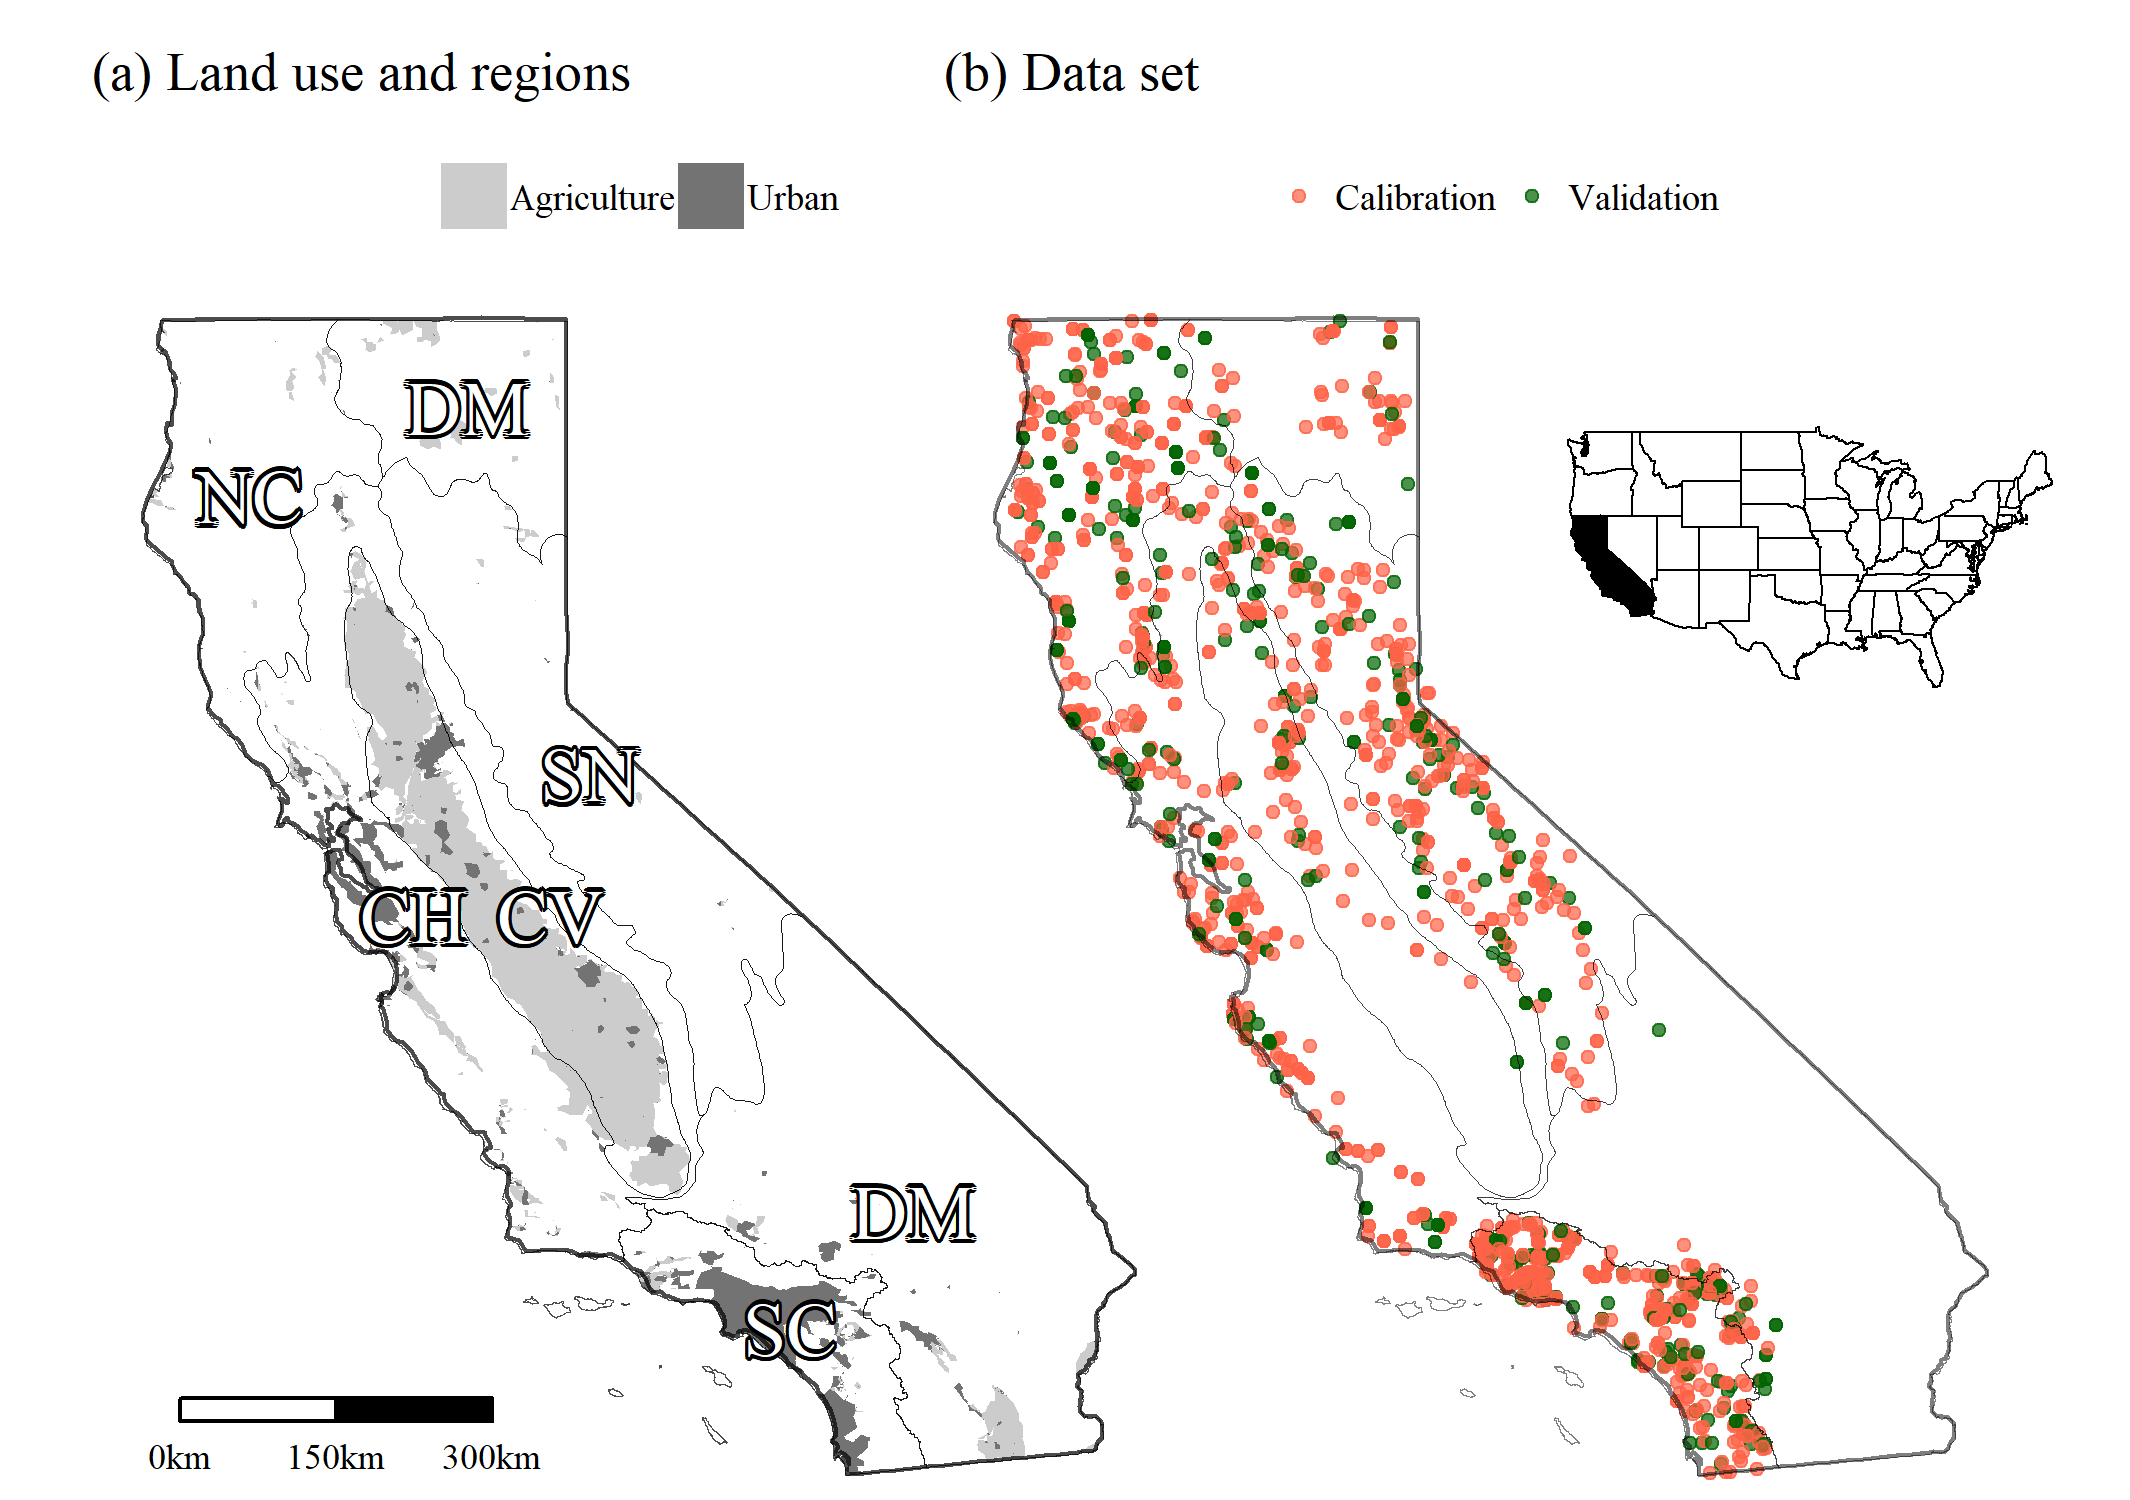 (a) Land use and regions
(b) Data set
Agriculture
Urban
Calibration
Validation
DM
NC
SN
CH
CV
DM
SC
0km
150km
300km